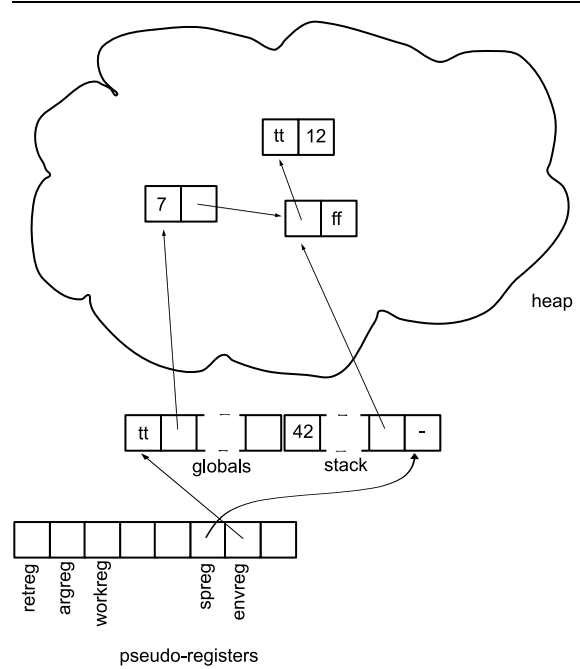 tt 12
7
ff
heap
tt
42
-
globals
stack
retreg
argreg
workreg
spreg
envreg
pseudo-registers